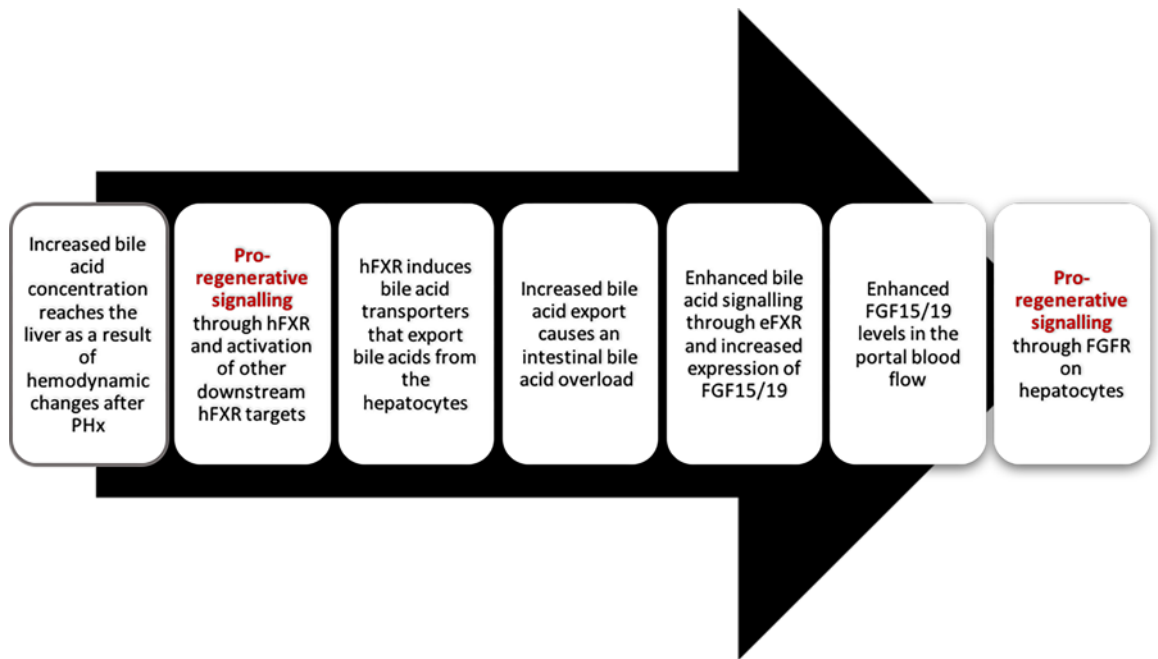 Increased bile
acid
concentration
reaches the
liver as a result
of
hemodynamic
changes after
PHx
Pro-
regenerative
signalling
through hFXR
and activation
of other
downstream
hFXR targets
hFXR induces
bile acid
transporters
that export
bile acids from
the
hepatocytes
Increased bile
acid export
causes an
intestinal bile
acid overload
Enhanced bile
acid signalling
through eFXR
and increased
expression of
FGF15/19
Enhanced
FGF15/19
levels in the
portal blood
flow
Pro-
regenerative
signalling
through FGFR
on
hepatocytes